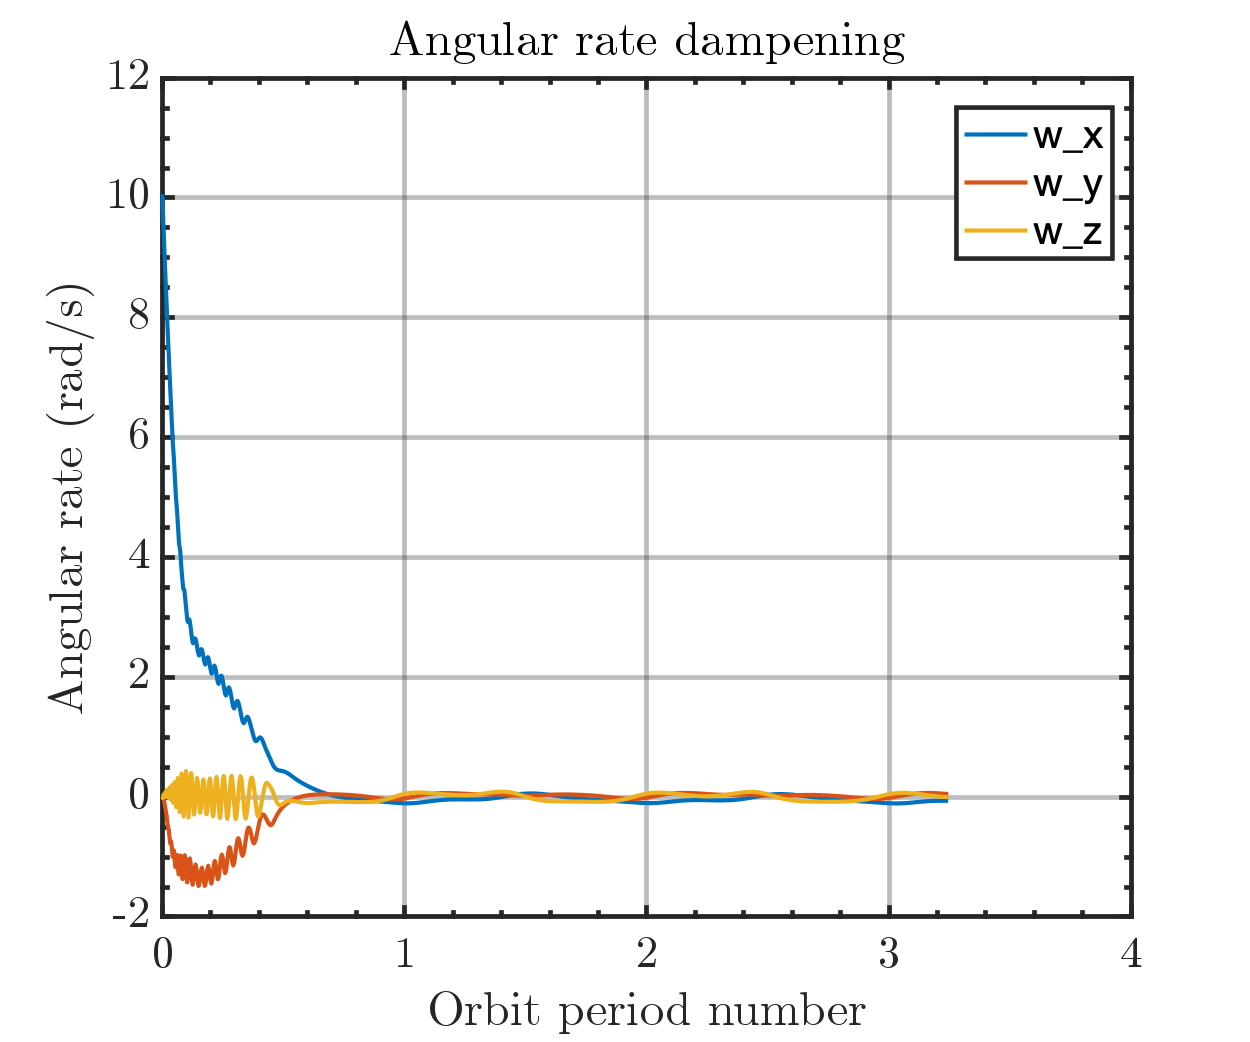 Angular rate dampening
12
10
8
6
4
2
0
-2
Angular rate (rad/s)
w_x
w_y
w_z
0 1 2 3 4
Orbit period number